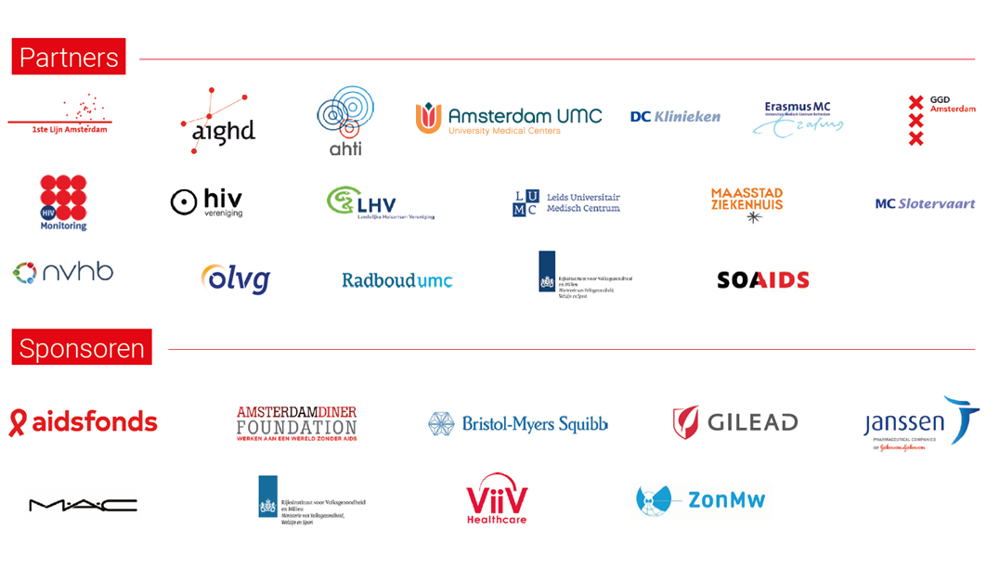 Partners
1ste Lijn Amsterdam
aighd
ahti
Amsterdam UMC
University Medical Centers
DC Klinieken
Erasmus MC
Universitair Medisch Centrum Rotterdam
Erasmus
GGD
Amsterdam
HIV
Monitoring
hiv
vereniging
LHV
Landelijke Huisartsen Vereniging
LUMC
Leids Universitair
Medisch Centrum
MAASSTAD
ZIEKENHUIS
MC Slotervaart
nvhb
olvg
Radboudumc
Rijksinstituut voor Volksgezondheid
en Milieu
Ministerie van Volksgezondheid,
Welzijn en Sport
SOAAIDS
Sponsoren
aidsfonds
AMSTERDAMDINER
FOUNDATION
WERKEN AAN EEN WERELD ZONDER AIDS
Bristol-Myers Squibb
GILEAD
janssen
PHARMACEUTICAL COMPANIES
OF Johnson&Johnson
MAC
Rijksinstituut voor Volksgezondheid
en Milieu
Ministerie van Volksgezondheid,
Welzijn en Sport
ViiV
Healthcare
ZonMw